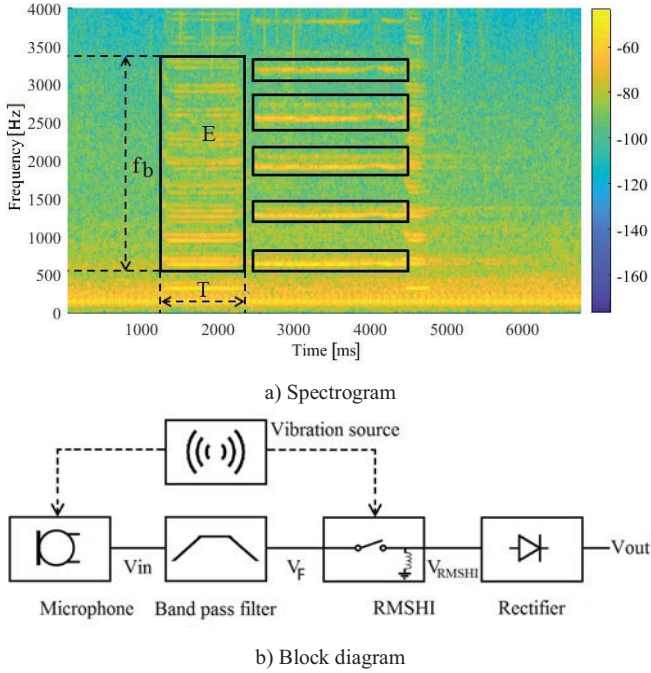 4000
3500
3000
2500
2000
1500
1000
500
0
Frequency [Hz]
f_b
E
T
1000 2000 3000 4000 5000 6000
Time [ms]
-60
-80
-100
-120
-140
-160
a) Spectrogram
Vibration source
Vin
V_F
V_RMSHI
Vout
Microphone Band pass filter RMSHI Rectifier
b) Block diagram